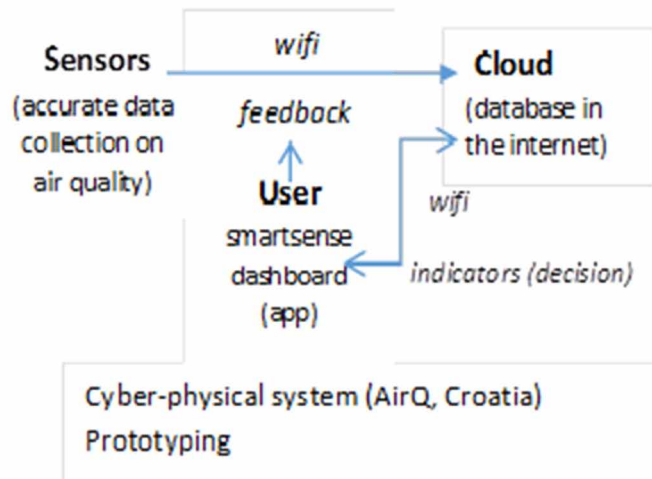 wifi
Sensors
(accurate data
collection on
air quality)
Cloud
(database in
the internet)
feedback
User
smartsense
dashboard
(app)
wifi
indicators (decision)
Cyber-physical system (AirQ, Croatia)
Prototyping